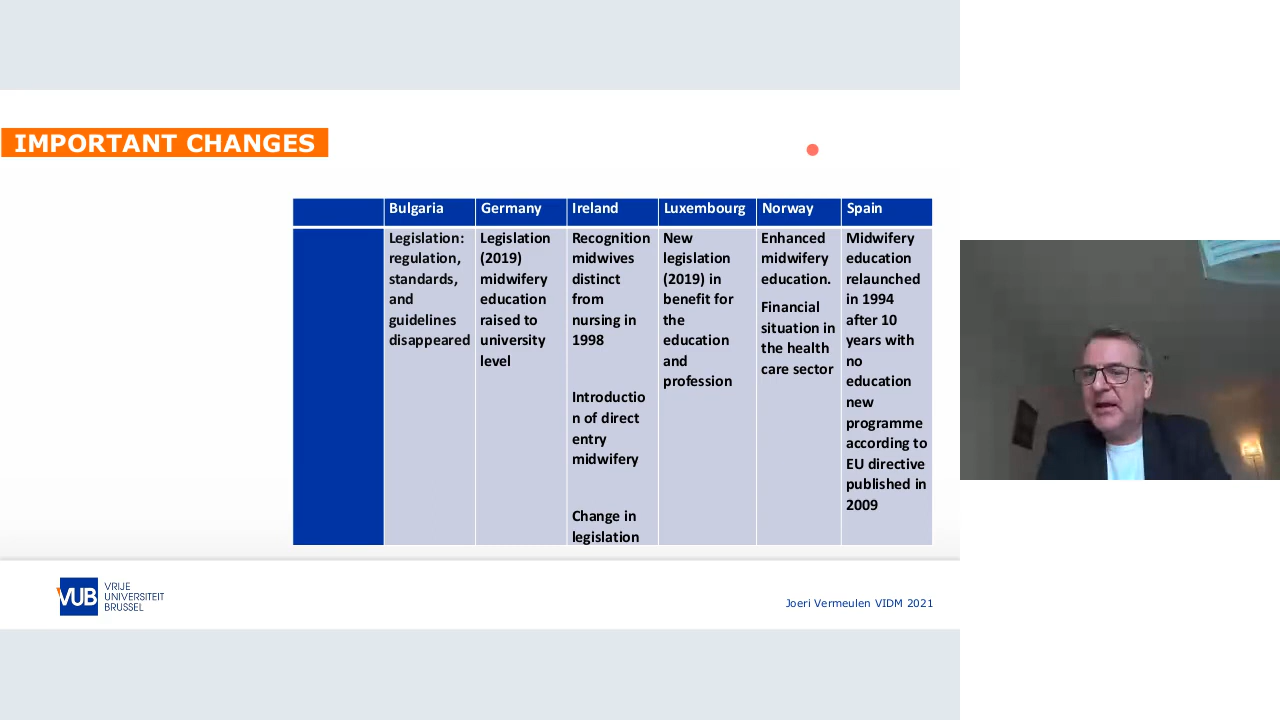 IMPORTANT CHANGES
Bulgaria
Germany
Ireland
Luxembourg
Norway
Spain
Legislation:
regulation,
standards,
and
guidelines
disappeared
Legislation
(2019)
midwifery
education
raised to
university
level
Recognition
midwives
distinct
from
nursing in
1998
Introductio
n of direct
entry
midwifery
Change in
legislation
New
legislation
(2019) in
benefit for
the
education
and
profession
Enhanced
midwifery
education.
Financial
situation in
the health
care sector
Midwifery
education
relaunched
in 1994
after 10
years with
no
education
new
programme
according to
EU directive
published in
2009
VUB
VRIJE
UNIVERSITEIT
BRUSSEL
Joeri Vermeulen VIDM 2021